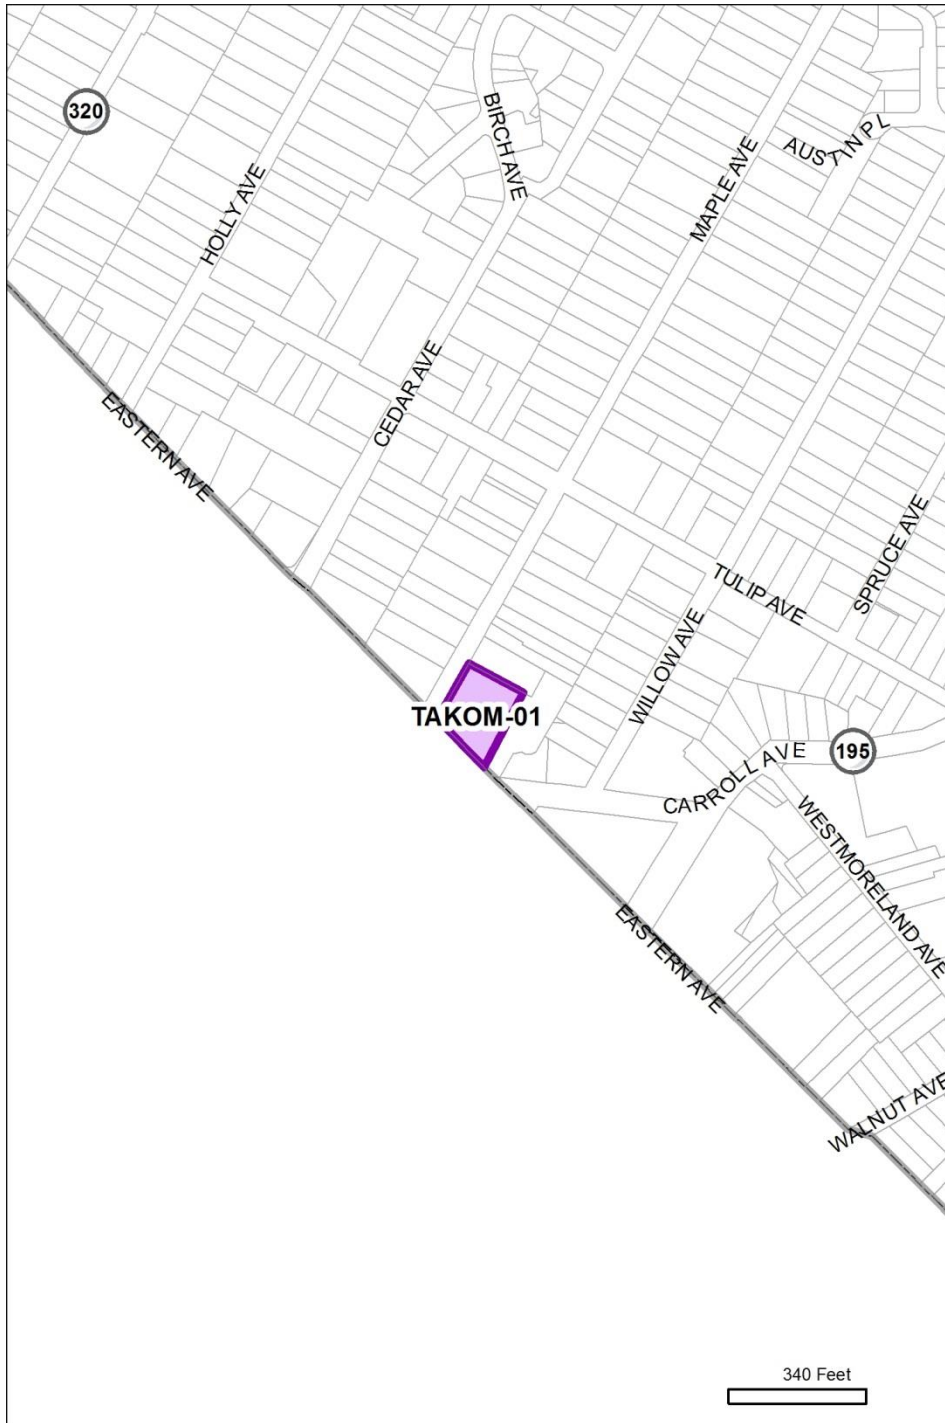 320
BIRCH AVE
AUSTIN PL
MAPLE AVE
HOLLY AVE
CEDAR AVE
EASTERN AVE
SPRUCE AVE
TULIP AVE
WILLOW AVE
TAKOM-01
195
CARROLL AVE
WESTMORELAND AVE
EASTERN AVE
WALNUT AVE
340 Feet